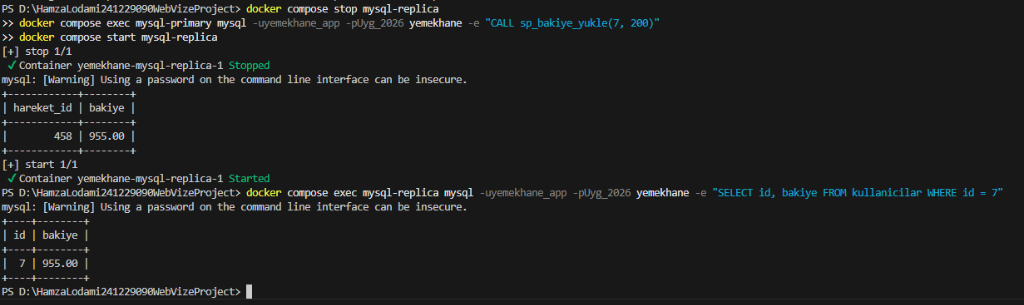 PS D:\HamzaLodami241229090WebVizeProject> docker compose stop mysql-replica
>> docker compose exec mysql-primary mysql -uyemekhane_app -pUyg_2026 yemekhane -e "CALL sp_bakiye_yukle(7, 200)"
>> docker compose start mysql-replica
[+] stop 1/1
✔ Container yemekhane-mysql-replica-1 Stopped
mysql: [Warning] Using a password on the command line interface can be insecure.
+------------+--------+
| hareket_id | bakiye |
+------------+--------+
|        458 | 955.00 |
+------------+--------+
[+] start 1/1
✔ Container yemekhane-mysql-replica-1 Started
PS D:\HamzaLodami241229090WebVizeProject> docker compose exec mysql-replica mysql -uyemekhane_app -pUyg_2026 yemekhane -e "SELECT id, bakiye FROM kullanicilar WHERE id = 7"
mysql: [Warning] Using a password on the command line interface can be insecure.
+----+--------+
| id | bakiye |
+----+--------+
|  7 | 955.00 |
+----+--------+
PS D:\HamzaLodami241229090WebVizeProject>